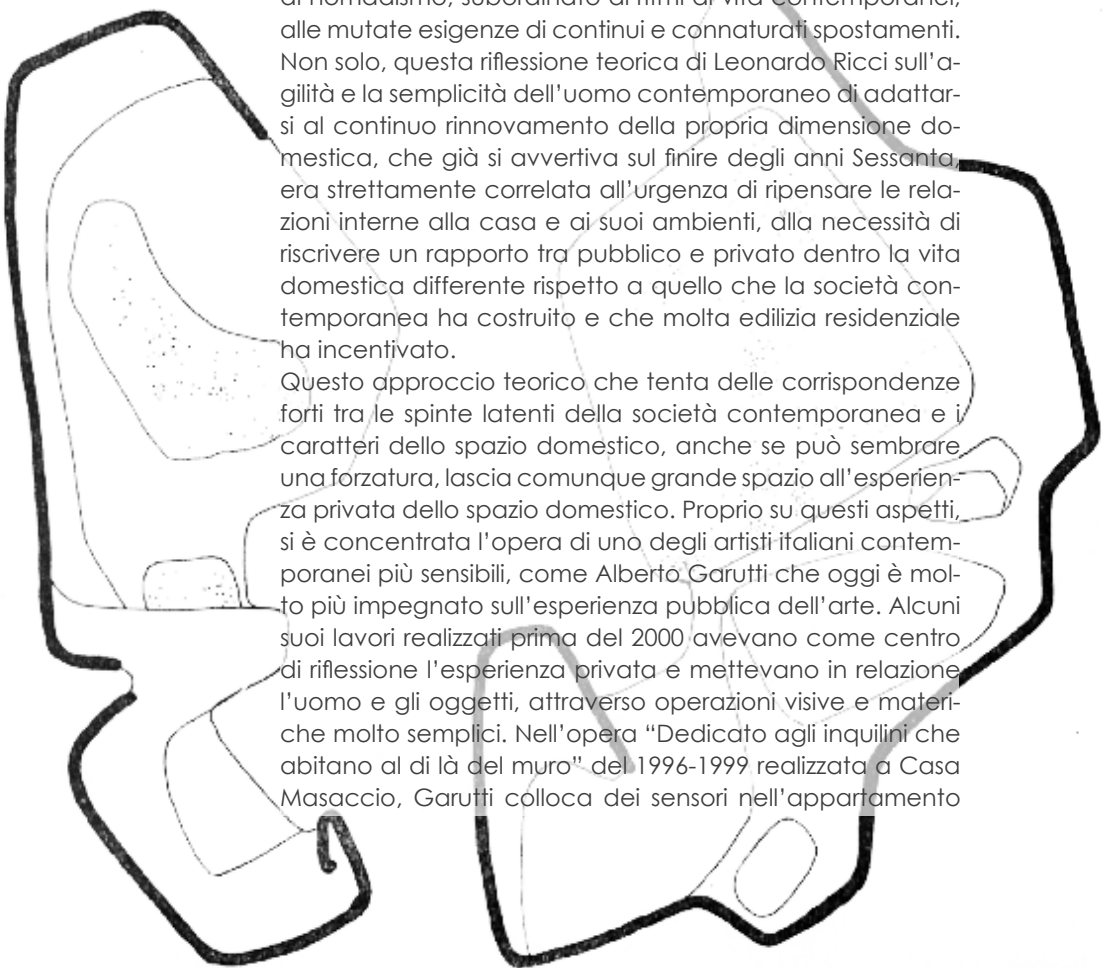 di nomadismo, subordinato ai ritmi di vita contemporanei,
alle mutate esigenze di continui e connaturati spostamenti.
Non solo, questa riflessione teorica di Leonardo Ricci sull’a-
gilità e la semplicità dell’uomo contemporaneo di adattar-
si al continuo rinnovamento della propria dimensione do-
mestica, che già si avvertiva sul finire degli anni Sessanta,
era strettamente correlata all’urgenza di ripensare le rela-
zioni interne alla casa e ai suoi ambienti, alla necessità di
riscrivere un rapporto tra pubblico e privato dentro la vita
domestica differente rispetto a quello che la società con-
temporanea ha costruito e che molta edilizia residenziale
ha incentivato.
Questo approccio teorico che tenta delle corrispondenze
forti tra le spinte latenti della società contemporanea e i
caratteri dello spazio domestico, anche se può sembrare
una forzatura, lascia comunque grande spazio all’esperien-
za privata dello spazio domestico. Proprio su questi aspetti,
si è concentrata l’opera di uno degli artisti italiani contem-
poranei più sensibili, come Alberto Garutti che oggi è mol-
to più impegnato sull’esperienza pubblica dell’arte. Alcuni
suoi lavori realizzati prima del 2000 avevano come centro
di riflessione l’esperienza privata e mettevano in relazione
l’uomo e gli oggetti, attraverso operazioni visive e materi-
che molto semplici. Nell’opera “Dedicato agli inquilini che
abitano al di là del muro” del 1996-1999 realizzata a Casa
Masaccio, Garutti colloca dei sensori nell’appartamento